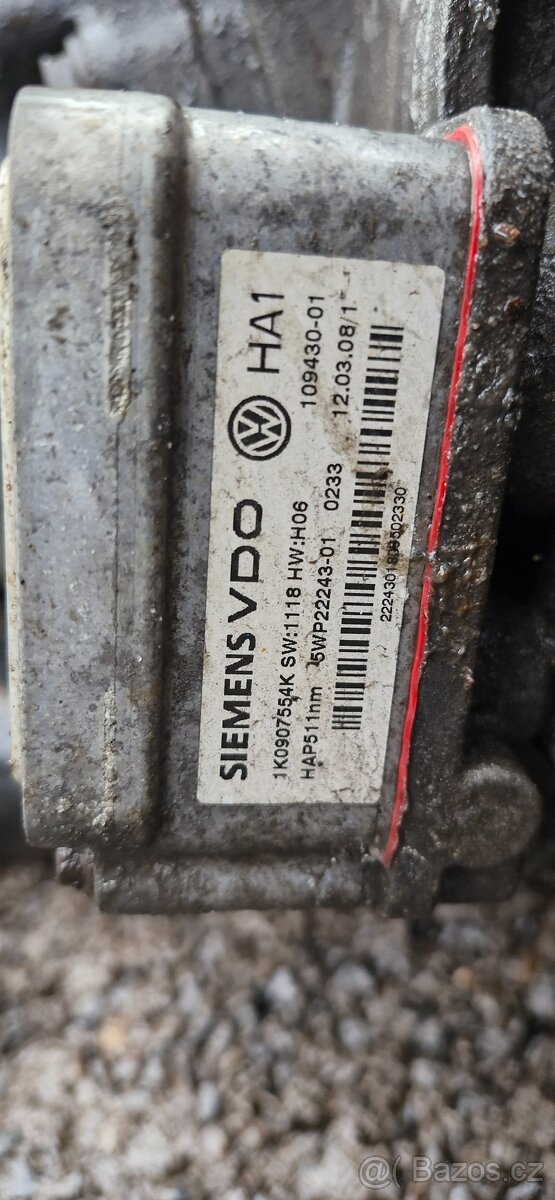 SIEMENS VDO HA1
1K0907554K SW:1118 HW:H06 109430-01
HAP511nm 5WP22243-01 0233 12.03.08/1
@ Bazos.cz